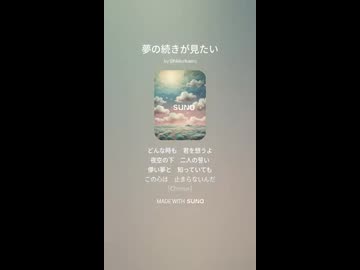 夢の続きが見たい
SUNO
どんな時も 君を想うよ
夜空の下 二人の誓い
儚い夢と 知っていても
この心は 止まらないんだ
(Chorus)
MADE WITH SUNO